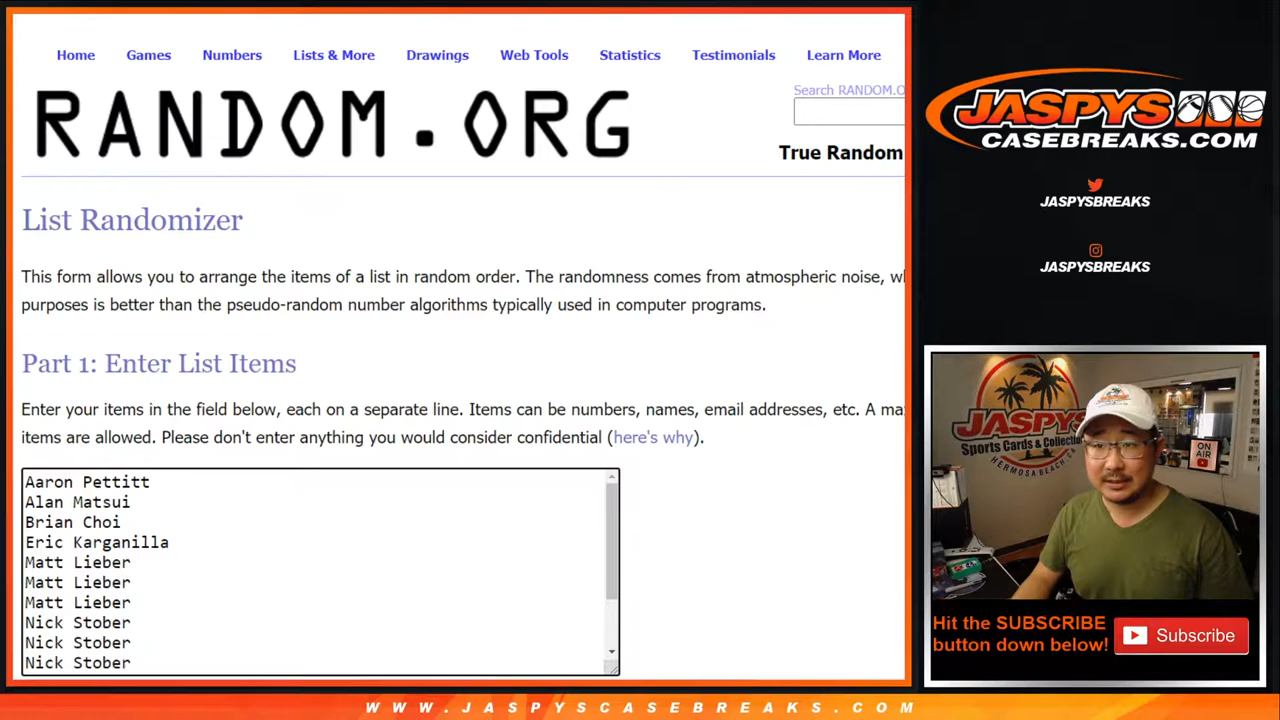 Home Games Numbers Lists & More Drawings Web Tools Statistics Testimonials Learn More
RANDOM.ORG
Search RANDOM.O
True Random
List Randomizer
This form allows you to arrange the items of a list in random order. The randomness comes from atmospheric noise, wh
purposes is better than the pseudo-random number algorithms typically used in computer programs.
Part 1: Enter List Items
Enter your items in the field below, each on a separate line. Items can be numbers, names, email addresses, etc. A ma
items are allowed. Please don't enter anything you would consider confidential (here's why).
Aaron Pettitt
Alan Matsui
Brian Choi
Eric Karganilla
Matt Lieber
Matt Lieber
Matt Lieber
Nick Stober
Nick Stober
Nick Stober
JASPYS
CASEBREAKS.COM
JASPYSBREAKS
JASPYSBREAKS
JASPYS
Sports Cards & Collectib
HERMOSA BEACH, CA
ON
AIR
Hit the SUBSCRIBE
button down below!
Subscribe
WWW.JASPYSCASEBREAKS.COM